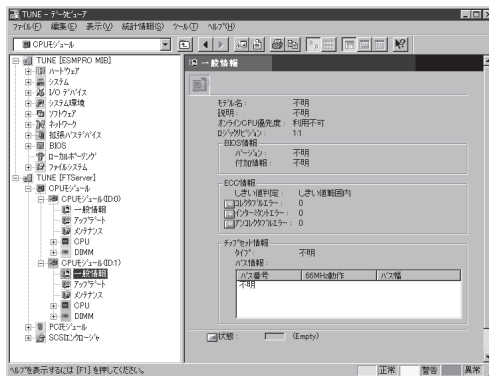 TUNE - データビューア
ファイル(F) 編集(E) 表示(V) 統計情報(S) ツール(T) ヘルプ(H)
CPUモジュール
TUNE [ESMPRO MIB]
ハードウェア
システム
I/O デバイス
システム環境
ソフトウェア
ネットワーク
拡張バスデバイス
BIOS
ローカルポーリング
ファイルシステム
TUNE [FTServer]
CPUモジュール
CPUモジュール(ID:0)
一般情報
アップデート
メンテナンス
CPU
DIMM
CPUモジュール(ID:1)
一般情報
アップデート
メンテナンス
CPU
DIMM
PCIモジュール
SCSIエンクロージャ
一般情報
モデル名： 不明
説明： 不明
オンラインCPU優先度： 利用不可
ロジックリビジョン： 1:1
BIOS情報
バージョン： 不明
付加情報： 不明
ECC情報
しきい値判定： しきい値範囲内
コレクタブルエラー： 0
インターミッタントエラー： 0
アンコレクタブルエラー： 0
チップセット情報
タイプ： 不明
バス情報：
バス番号 66MHz動作 バス幅
不明
状態： (Empty)
ヘルプを表示するには [F1] を押してください。
正常 警告 異常